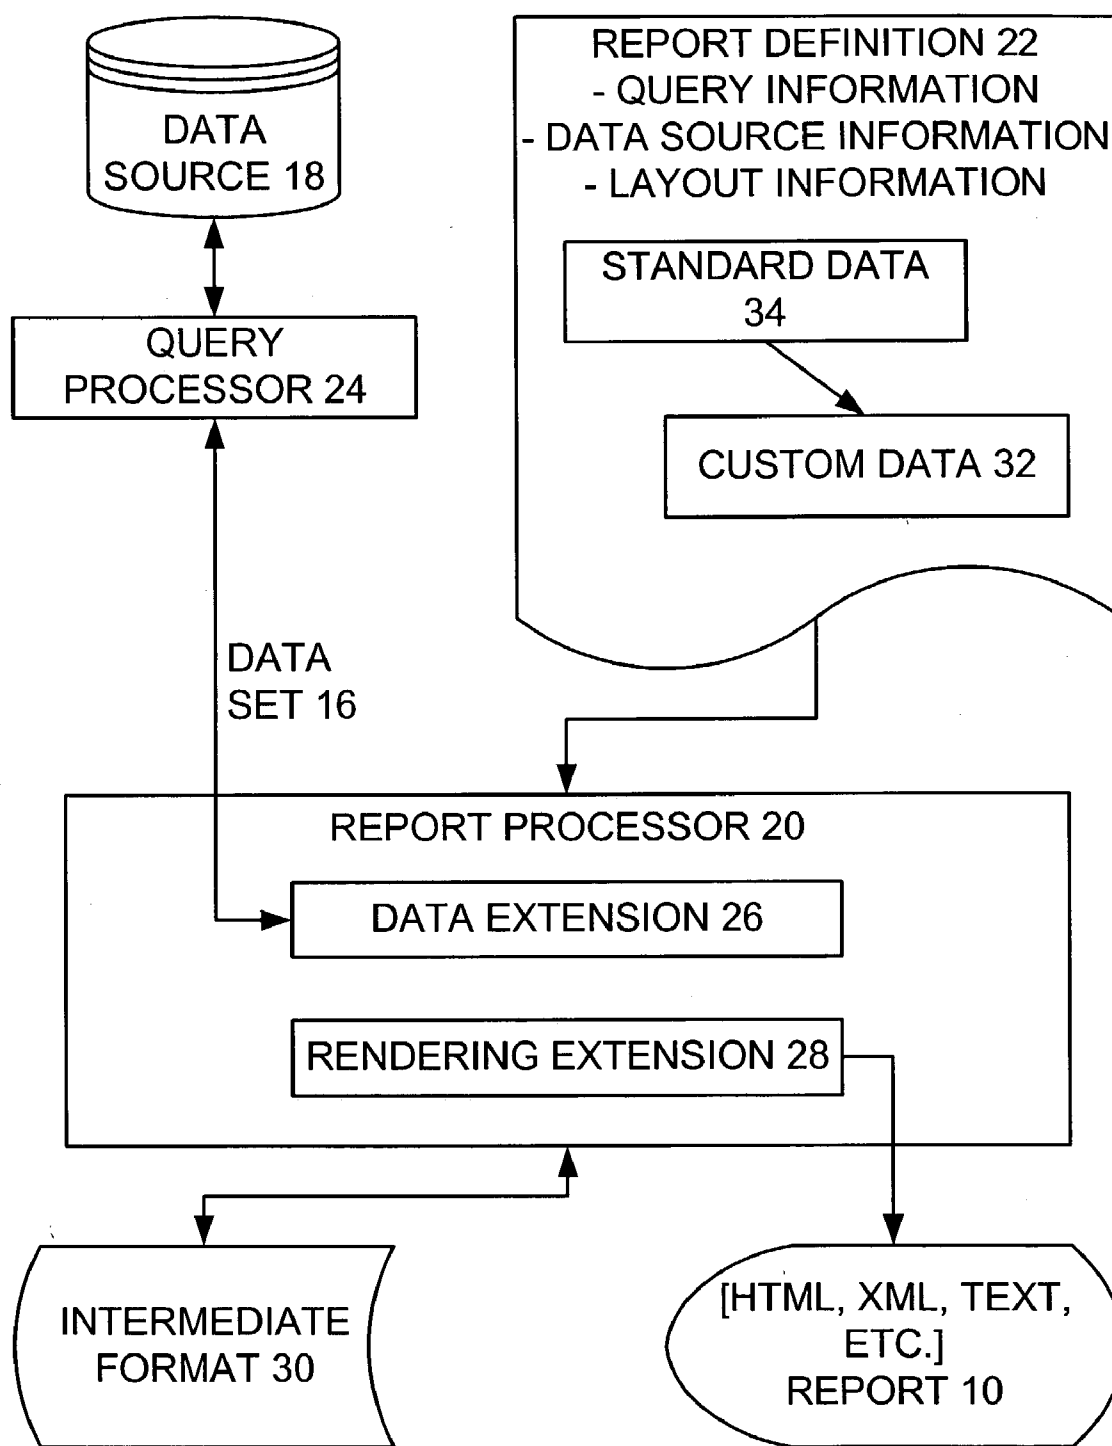 DATA
SOURCE 18
REPORT DEFINITION 22
- QUERY INFORMATION
- DATA SOURCE INFORMATION
- LAYOUT INFORMATION
STANDARD DATA
34
QUERY
PROCESSOR 24
CUSTOM DATA 32
DATA
SET 16
REPORT PROCESSOR 20
DATA EXTENSION 26
RENDERING EXTENSION 28
INTERMEDIATE
FORMAT 30
[HTML, XML, TEXT,
ETC.]
REPORT 10